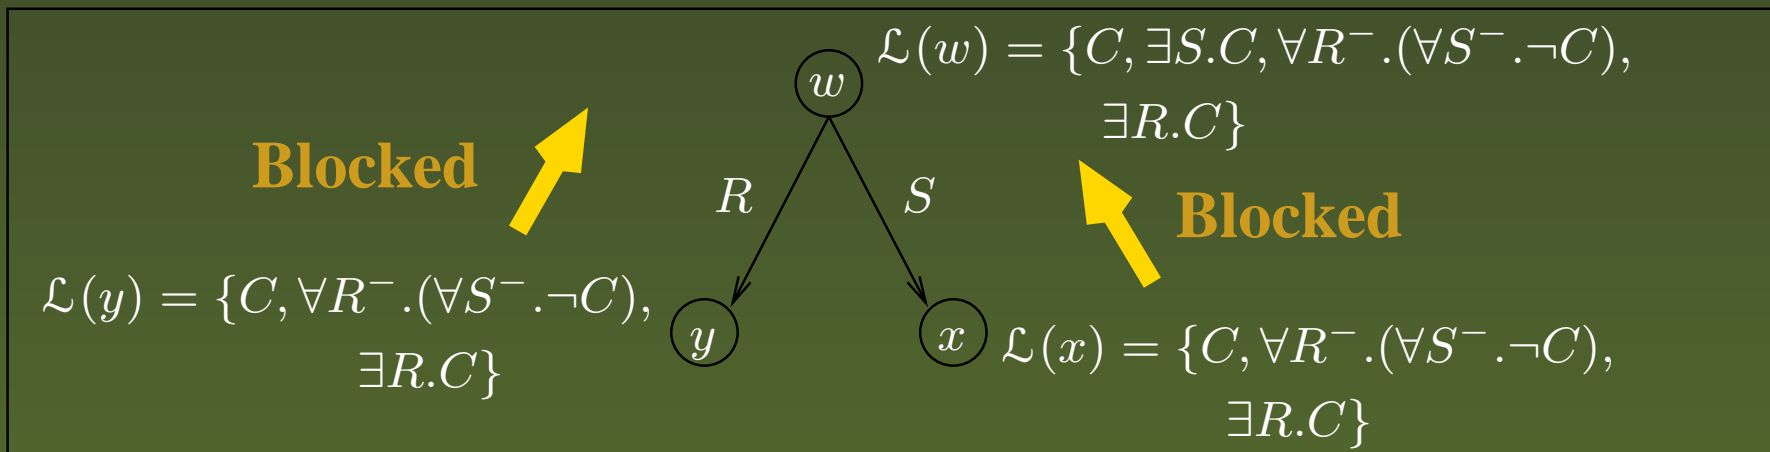 ℒ(w) = {C, ∃S.C, ∀R⁻.(∀S⁻.¬C),
∃R.C}
w
Blocked
R
S
Blocked
ℒ(y) = {C, ∀R⁻.(∀S⁻.¬C),
∃R.C}
y
x
ℒ(x) = {C, ∀R⁻.(∀S⁻.¬C),
∃R.C}